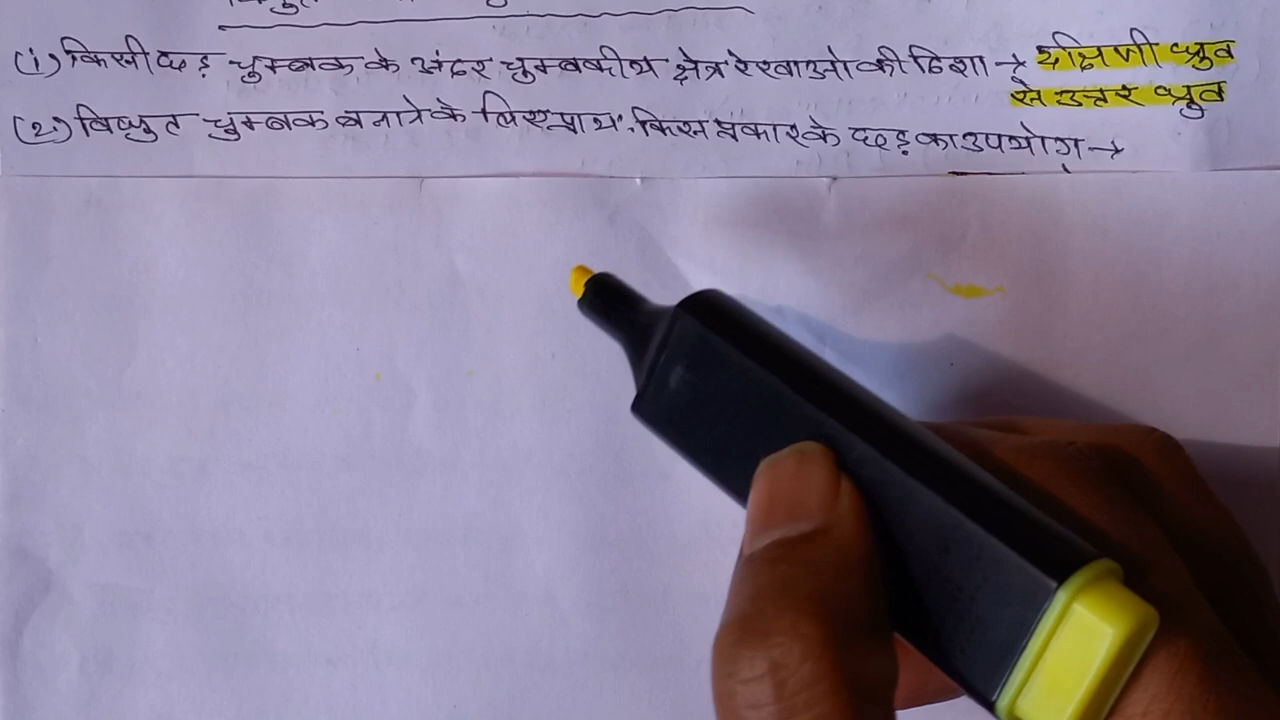 (1) किसी छड़ चुम्बक के अंदर चुम्बकीय क्षेत्र रेखाओ की दिशा → दक्षिणी ध्रुव
से उत्तर ध्रुव
(2) विधुत चुम्बक बनाने के लिए प्राय: किस प्रकार के छड़ का उपयोग →